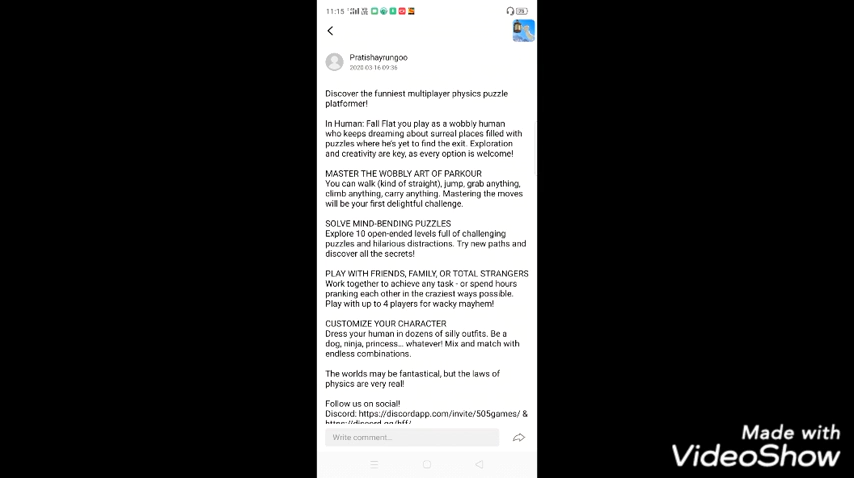 11:15
Pratishayrungoo
2020-03-16 09:36
Discover the funniest multiplayer physics puzzle
platformer!
In Human: Fall Flat you play as a wobbly human
who keeps dreaming about surreal places filled with
puzzles where he's yet to find the exit. Exploration
and creativity are key, as every option is welcome!
MASTER THE WOBBLY ART OF PARKOUR
You can walk (kind of straight), jump, grab anything,
climb anything, carry anything. Mastering the moves
will be your first delightful challenge.
SOLVE MIND-BENDING PUZZLES
Explore 10 open-ended levels full of challenging
puzzles and hilarious distractions. Try new paths and
discover all the secrets!
PLAY WITH FRIENDS, FAMILY, OR TOTAL STRANGERS
Work together to achieve any task - or spend hours
pranking each other in the craziest ways possible.
Play with up to 4 players for wacky mayhem!
CUSTOMIZE YOUR CHARACTER
Dress your human in dozens of silly outfits. Be a
dog, ninja, princess… whatever! Mix and match with
endless combinations.
The worlds may be fantastical, but the laws of
physics are very real!
Follow us on social!
Discord: https://discordapp.com/invite/505games/ &
https://discord.gg/hff/
Write comment...
Made with
VideoShow